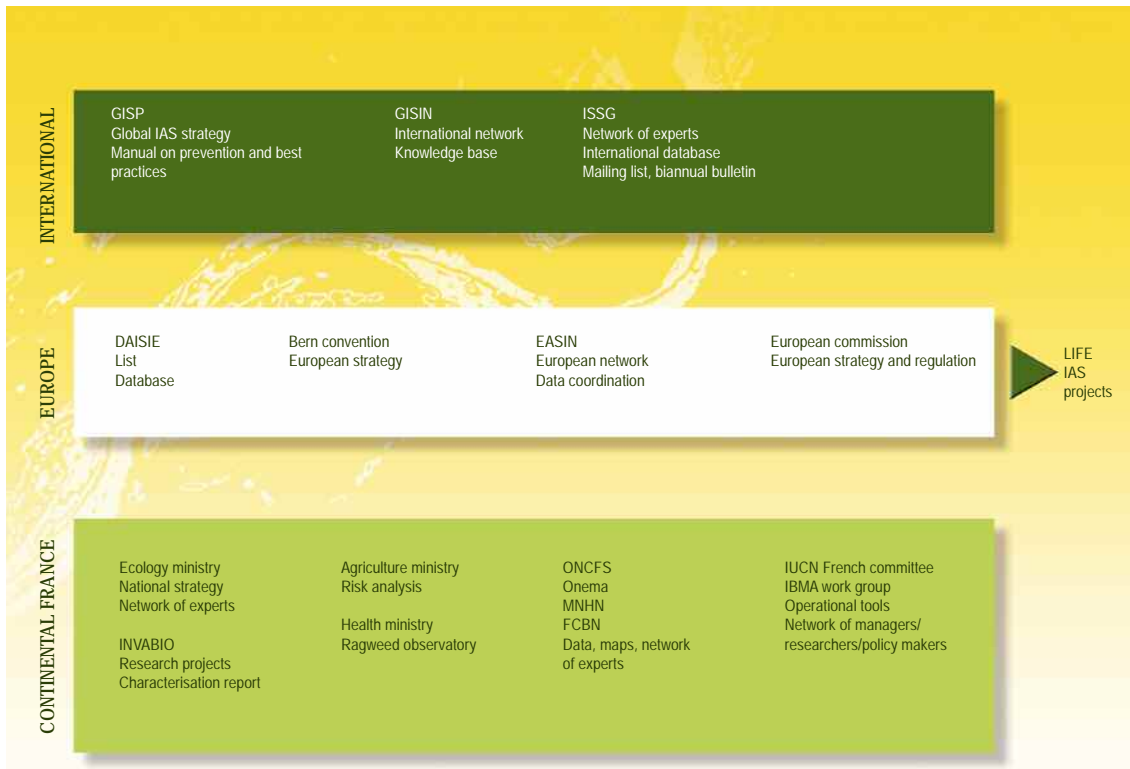 INTERNATIONAL
GISP
Global IAS strategy
Manual on prevention and best
practices
GISIN
International network
Knowledge base
ISSG
Network of experts
International database
Mailing list, biannual bulletin
EUROPE
DAISIE
List
Database
Bern convention
European strategy
EASIN
European network
Data coordination
European commission
European strategy and regulation
LIFE
IAS
projects
CONTINENTAL FRANCE
Ecology ministry
National strategy
Network of experts
INVABIO
Research projects
Characterisation report
Agriculture ministry
Risk analysis
Health ministry
Ragweed observatory
ONCFS
Onema
MNHN
FCBN
Data, maps, network
of experts
IUCN French committee
IBMA work group
Operational tools
Network of managers/
researchers/policy makers